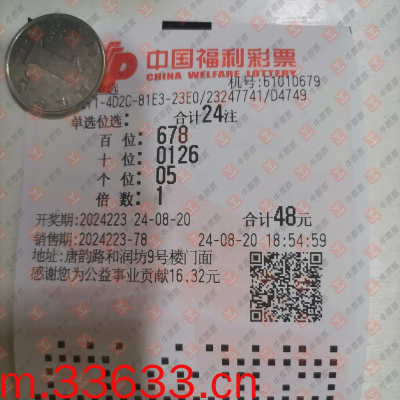 中国福利彩票
CHINA WELFARE LOTTERY
选 机号:61010679
1-4D2C-81E3-23E0/23247741/D4749
单选位选: 合计24注
百 位: 678
十 位: 0126
个 位: 05
倍 数: 1
开奖期:2024223 24-08-20 合计48元
销售期:2024223-78 24-08-20 18:54:59
地址:唐韵路和润坊9号楼门面
感谢您为公益事业贡献16.32元
m.33633.cn